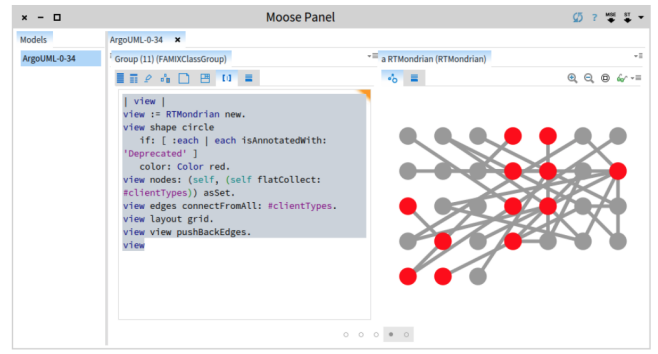 Moose Panel
? MSE ST
Models
ArgoUML-0-34
ArgoUML-0-34
Group (11) (FAMIXClassGroup)
a RTMondrian (RTMondrian)
| view |
view := RTMondrian new.
view shape circle
if: [ :each | each isAnnotatedWith:
'Deprecated' ]
color: Color red.
view nodes: (self, (self flatCollect:
#clientTypes)) asSet.
view edges connectFromAll: #clientTypes.
view layout grid.
view view pushBackEdges.
view